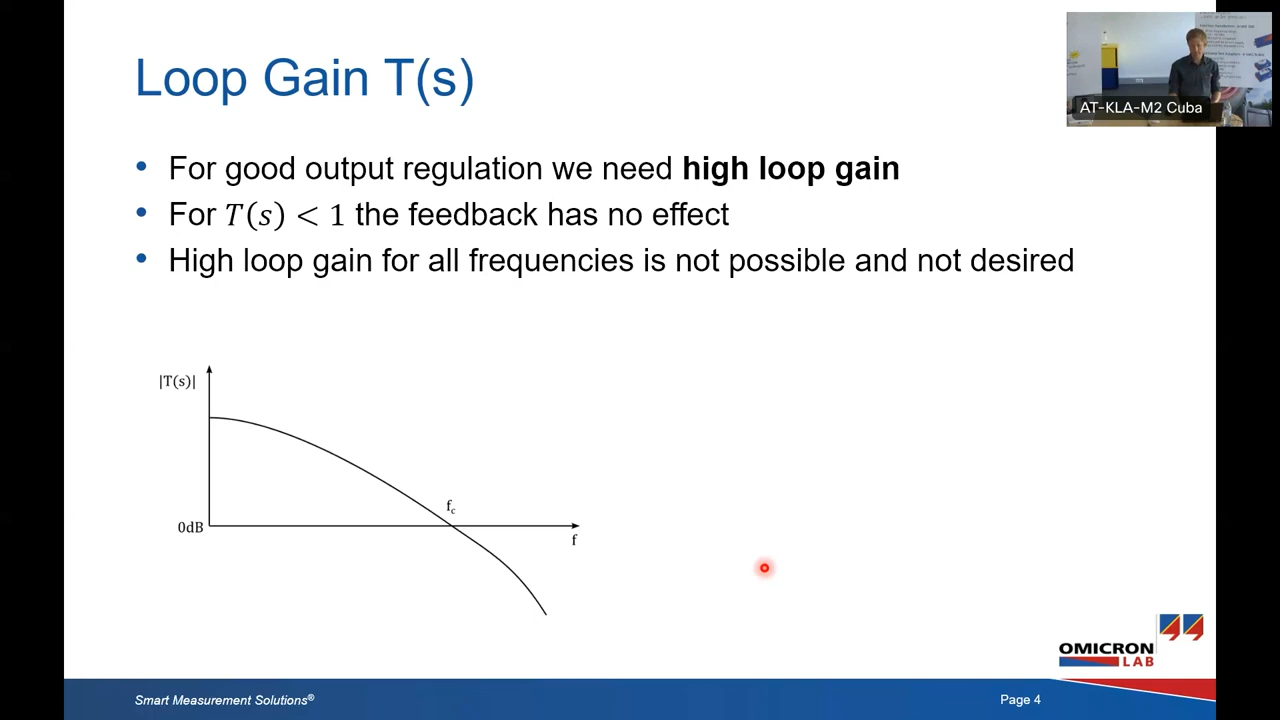 Loop Gain T(s)
AT-KLA-M2 Cuba
• For good output regulation we need high loop gain
• For T(s) < 1 the feedback has no effect
• High loop gain for all frequencies is not possible and not desired
|T(s)|
f_c
0dB
f
OMICRON
LAB
Smart Measurement Solutions®
Page 4